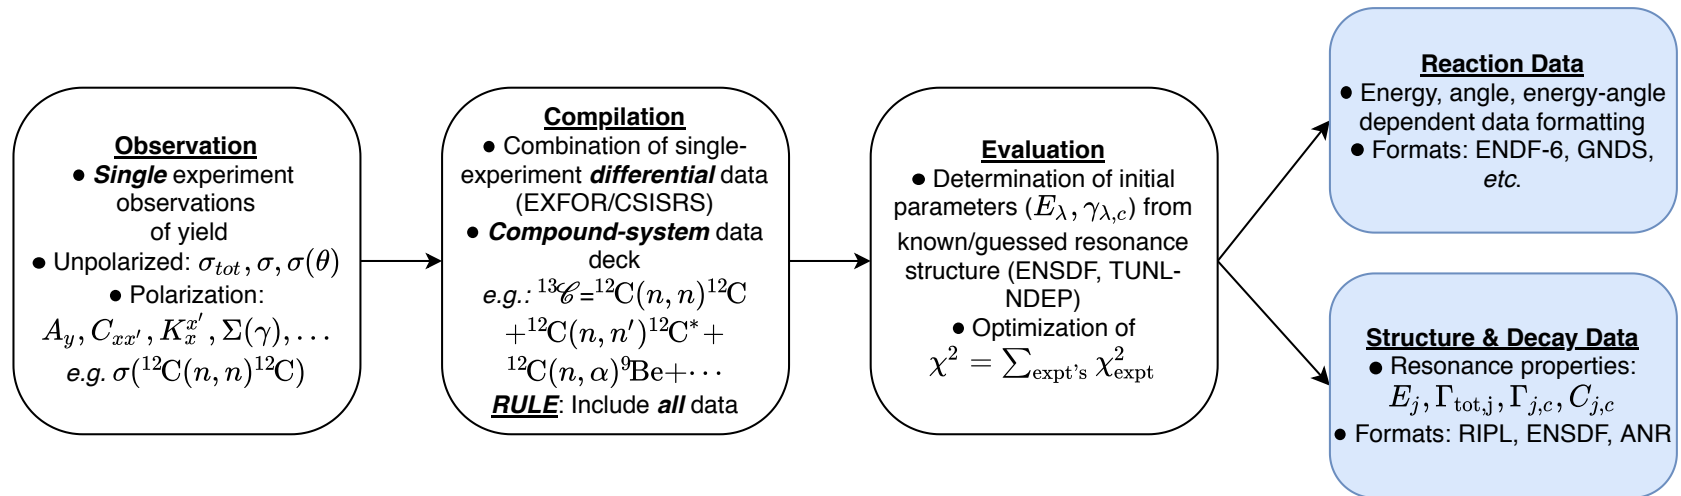 Observation
● Single experiment
observations
of yield
● Unpolarized: σ_tot, σ, σ(θ)
● Polarization:
A_y, C_xx′, K_x^x′, Σ(γ), …
e.g. σ(¹²C(n, n)¹²C)
Compilation
● Combination of single-
experiment differential data
(EXFOR/CSISRS)
● Compound-system data
deck
e.g.: ¹³𝒞=¹²C(n, n)¹²C
+¹²C(n, n′)¹²C*+
¹²C(n, α)⁹Be+⋯
RULE: Include all data
Evaluation
● Determination of initial
parameters (E_λ, γ_λ,c) from
known/guessed resonance
structure (ENSDF, TUNL-
NDEP)
● Optimization of
χ² = ∑_expt's χ²_expt
Reaction Data
● Energy, angle, energy-angle
dependent data formatting
● Formats: ENDF-6, GNDS,
etc.
Structure & Decay Data
● Resonance properties:
E_j, Γ_tot,j, Γ_j,c, C_j,c
● Formats: RIPL, ENSDF, ANR